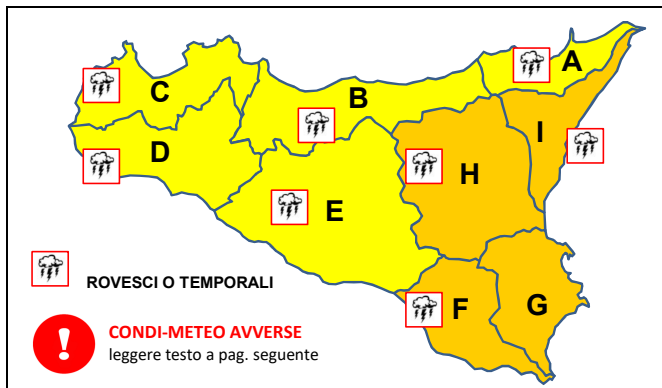 A
C
B
I
D
H
E
F
G
ROVESCI O TEMPORALI
!
CONDI-METEO AVVERSE
leggere testo a pag. seguente